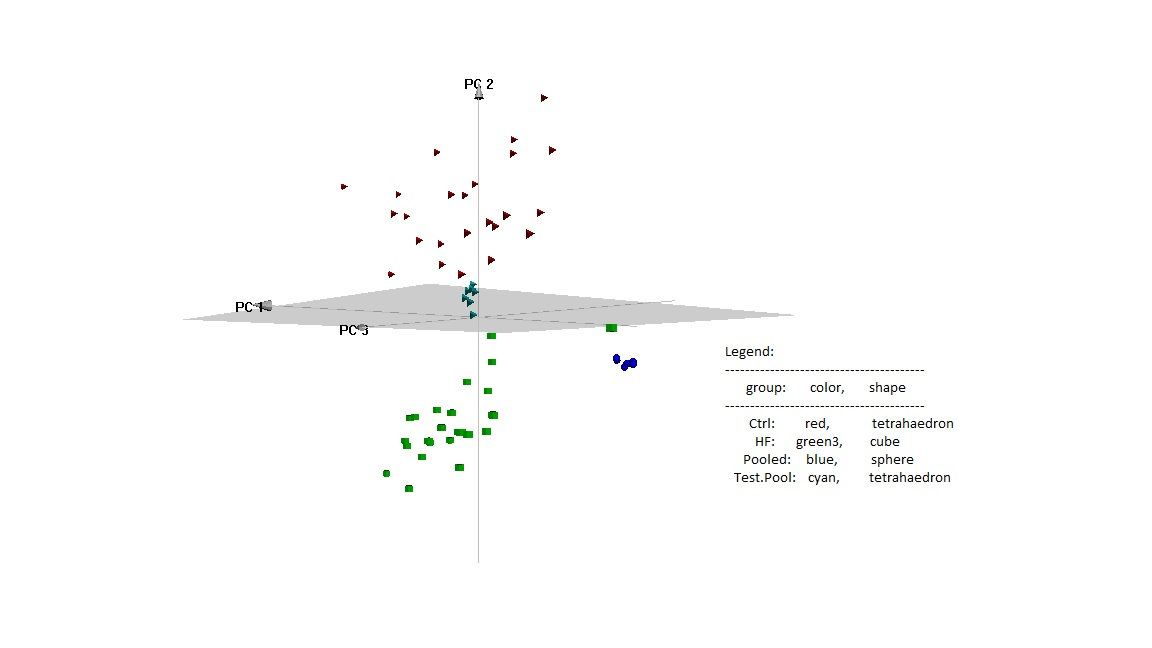 PC 2
PC 1
PC 3
Legend:
----------------------------------------
group: color, shape
----------------------------------------
Ctrl: red, tetrahaedron
HF: green3, cube
Pooled: blue, sphere
Test.Pool: cyan, tetrahaedron